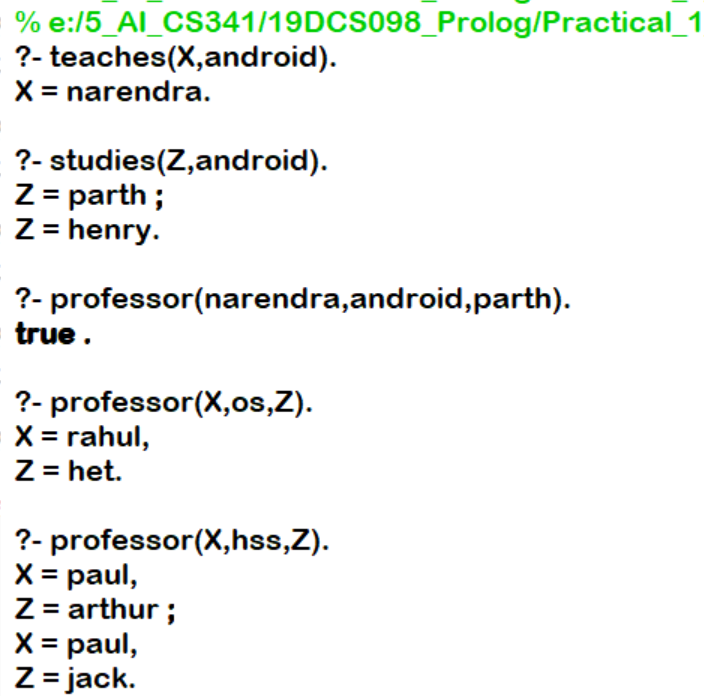 % e:/5_AI_CS341/19DCS098_Prolog/Practical_1
?- teaches(X,android).
X = narendra.
?- studies(Z,android).
Z = parth ;
Z = henry.
?- professor(narendra,android,parth).
true .
?- professor(X,os,Z).
X = rahul,
Z = het.
?- professor(X,hss,Z).
X = paul,
Z = arthur ;
X = paul,
Z = jack.